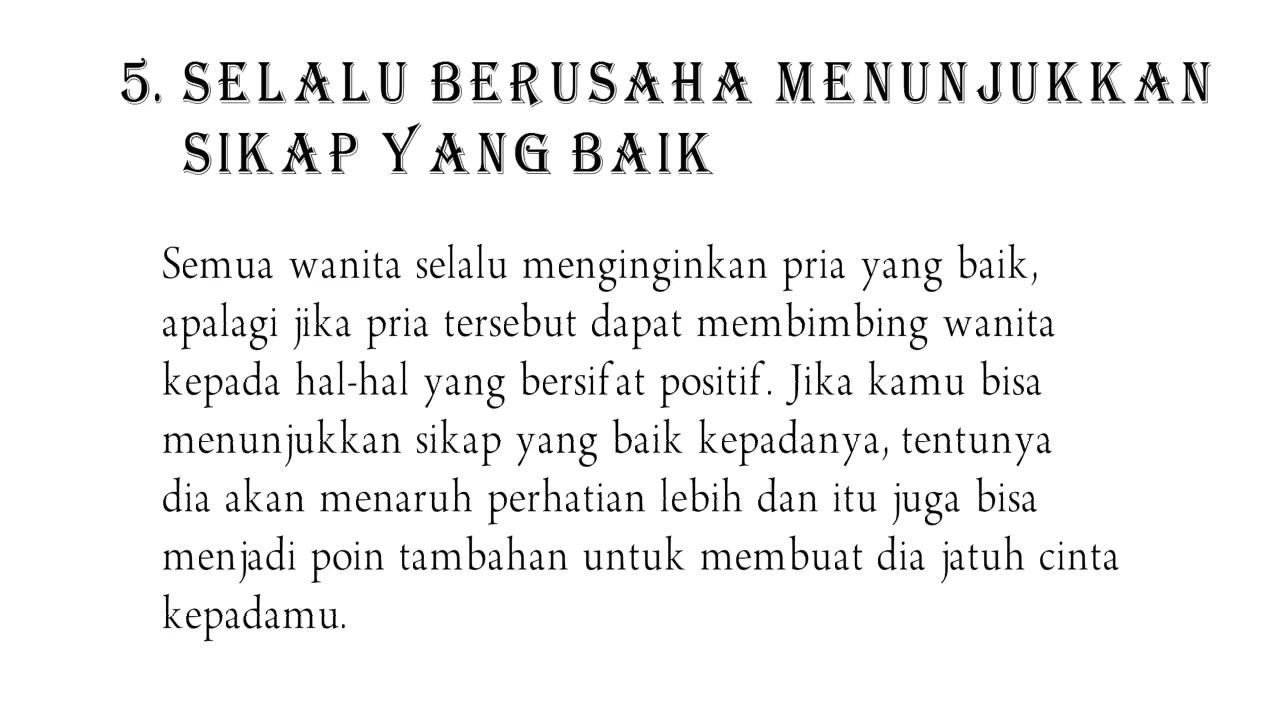 5. SELALU BERUSAHA MENUNJUKKAN
SIKAP YANG BAIK
Semua wanita selalu menginginkan pria yang baik,
apalagi jika pria tersebut dapat membimbing wanita
kepada hal-hal yang bersifat positif. Jika kamu bisa
menunjukkan sikap yang baik kepadanya, tentunya
dia akan menaruh perhatian lebih dan itu juga bisa
menjadi poin tambahan untuk membuat dia jatuh cinta
kepadamu.